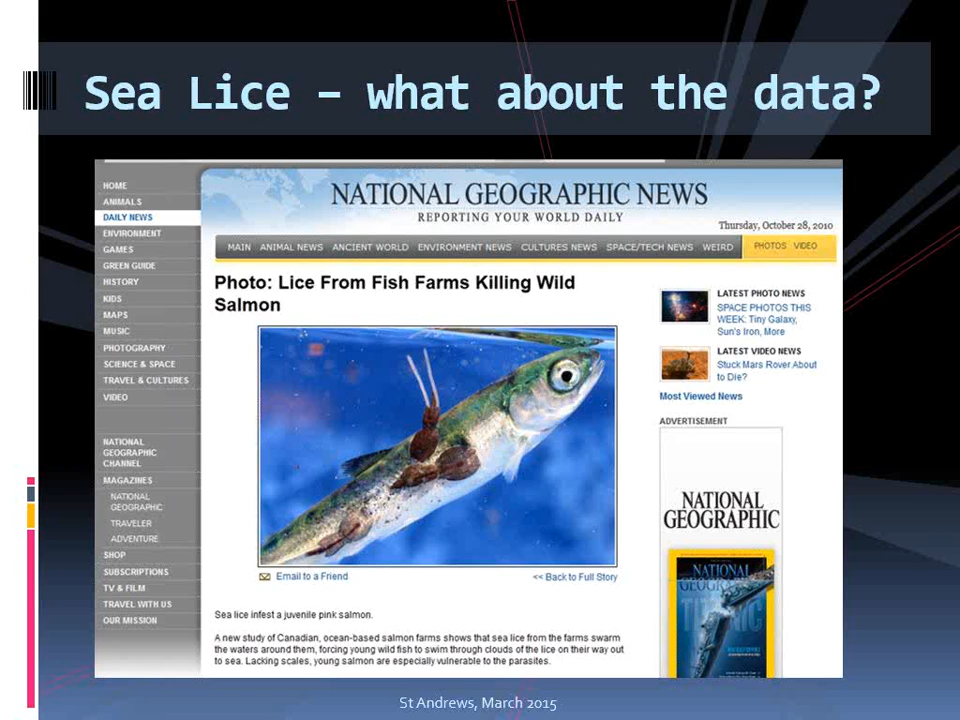 Sea Lice – what about the data?
HOME
ANIMALS
DAILY NEWS
ENVIRONMENT
GAMES
GREEN GUIDE
HISTORY
KIDS
MAPS
MUSIC
PHOTOGRAPHY
SCIENCE & SPACE
TRAVEL & CULTURES
VIDEO
NATIONAL
GEOGRAPHIC
CHANNEL
MAGAZINES
NATIONAL
GEOGRAPHIC
TRAVELER
ADVENTURE
SHOP
SUBSCRIPTIONS
TV & FILM
TRAVEL WITH US
OUR MISSION
NATIONAL GEOGRAPHIC NEWS
REPORTING YOUR WORLD DAILY
Thursday, October 28, 2010
MAIN ANIMAL NEWS ANCIENT WORLD ENVIRONMENT NEWS CULTURES NEWS SPACE/TECH NEWS WEIRD PHOTOS VIDEO
Photo: Lice From Fish Farms Killing Wild
Salmon
Email to a Friend
<< Back to Full Story
Sea lice infest a juvenile pink salmon.
A new study of Canadian, ocean-based salmon farms shows that sea lice from the farms swarm
the waters around them, forcing young wild fish to swim through clouds of the lice on their way out
to sea. Lacking scales, young salmon are especially vulnerable to the parasites.
LATEST PHOTO NEWS
SPACE PHOTOS THIS
WEEK: Tiny Galaxy,
Sun's Iron, More
LATEST VIDEO NEWS
Stuck Mars Rover About
to Die?
Most Viewed News
ADVERTISEMENT
NATIONAL
GEOGRAPHIC
NATIONAL
GEOGRAPHIC
St Andrews, March 2015